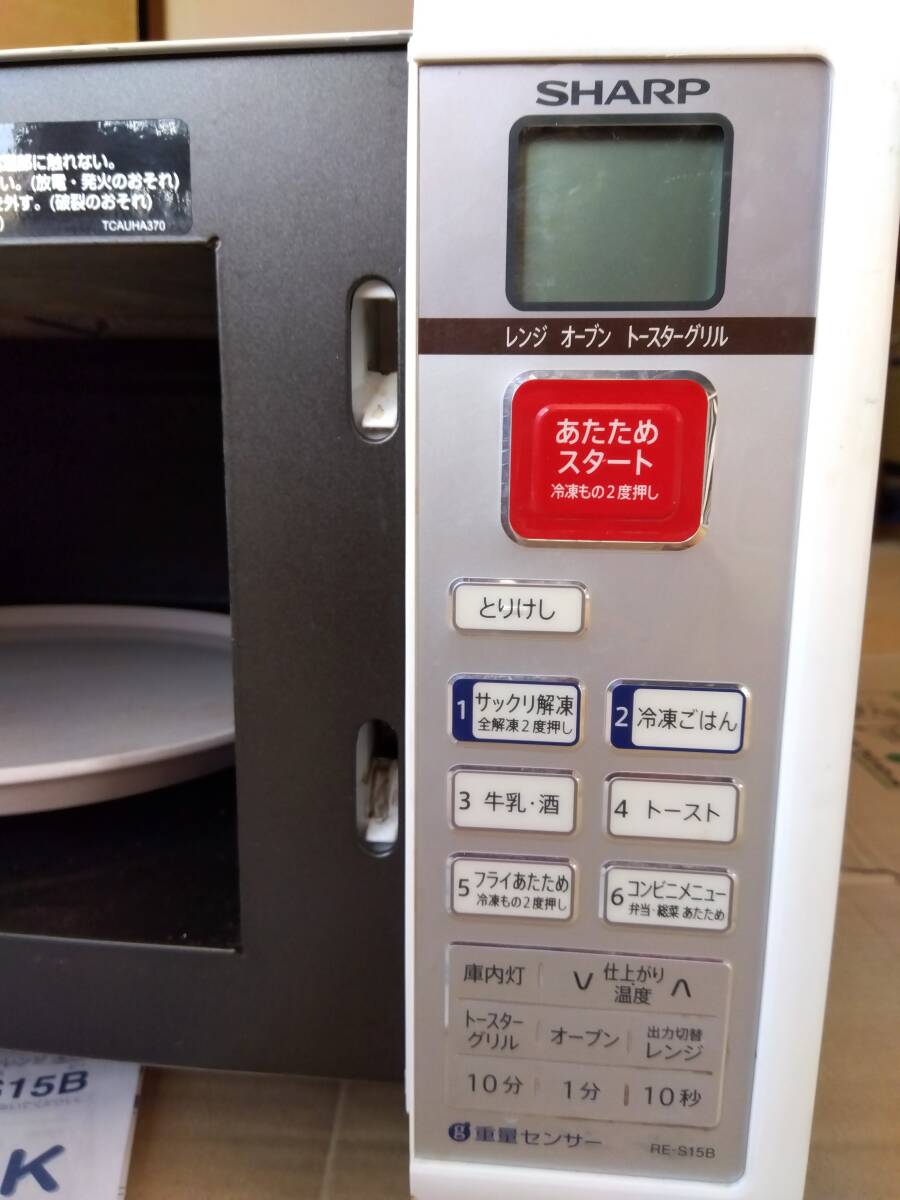 に触れない。
い。(放電・発火のおそれ)
を外す。(破裂のおそれ)
TCAUHA370
SHARP
レンジ オーブン トースターグリル
あたため
スタート
冷凍もの2度押し
とりけし
1 サックリ解凍
全解凍2度押し
2 冷凍ごはん
3 牛乳・酒
4 トースト
5 フライあたため
冷凍もの2度押し
6 コンビニメニュー
弁当・総菜 あたため
庫内灯
∨ 仕上がり ∧
温度
トースター
グリル
オーブン
出力切替
レンジ
10分
1分
10秒
g 重量センサー
RE-S15B
S15B
K